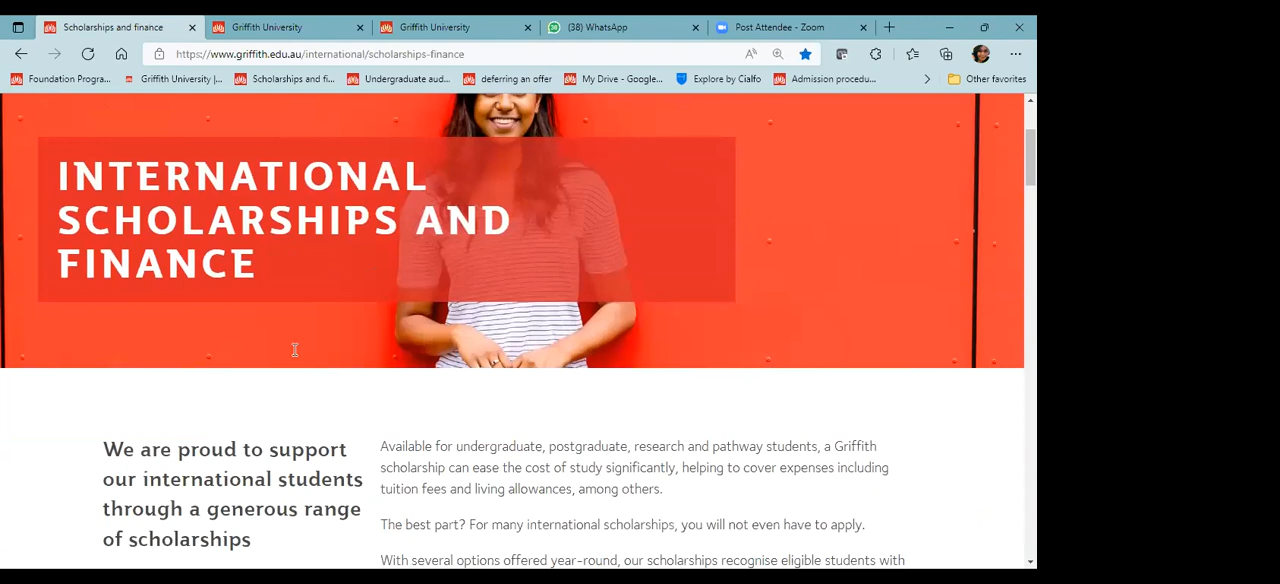 Scholarships and finance
Griffith University
Griffith University
(38) WhatsApp
Post Attendee - Zoom
https://www.griffith.edu.au/international/scholarships-finance
Foundation Progra...
Griffith University |...
Scholarships and fi...
Undergraduate aud...
deferring an offer
My Drive - Google...
Explore by Cialfo
Admission procedu...
Other favorites
INTERNATIONAL
SCHOLARSHIPS AND
FINANCE
We are proud to support
our international students
through a generous range
of scholarships
Available for undergraduate, postgraduate, research and pathway students, a Griffith
scholarship can ease the cost of study significantly, helping to cover expenses including
tuition fees and living allowances, among others.
The best part? For many international scholarships, you will not even have to apply.
With several options offered year-round, our scholarships recognise eligible students with